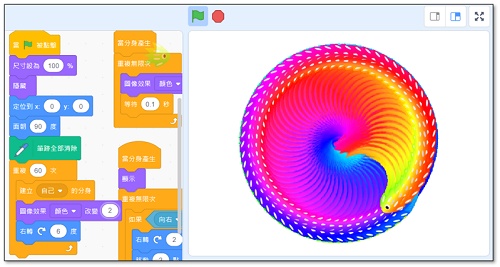 當 被點擊
尺寸設為 100 %
隱藏
定位到 x: 0 y: 0
面朝 90 度
筆跡全部清除
重複 60 次
建立 自己 的分身
圖像效果 顏色 改變 2
右轉 6 度
當分身產生
重複無限次
圖像效果 顏色
等待 0.1 秒
當分身產生
顯示
重複無限次
如果 向右
右轉 2